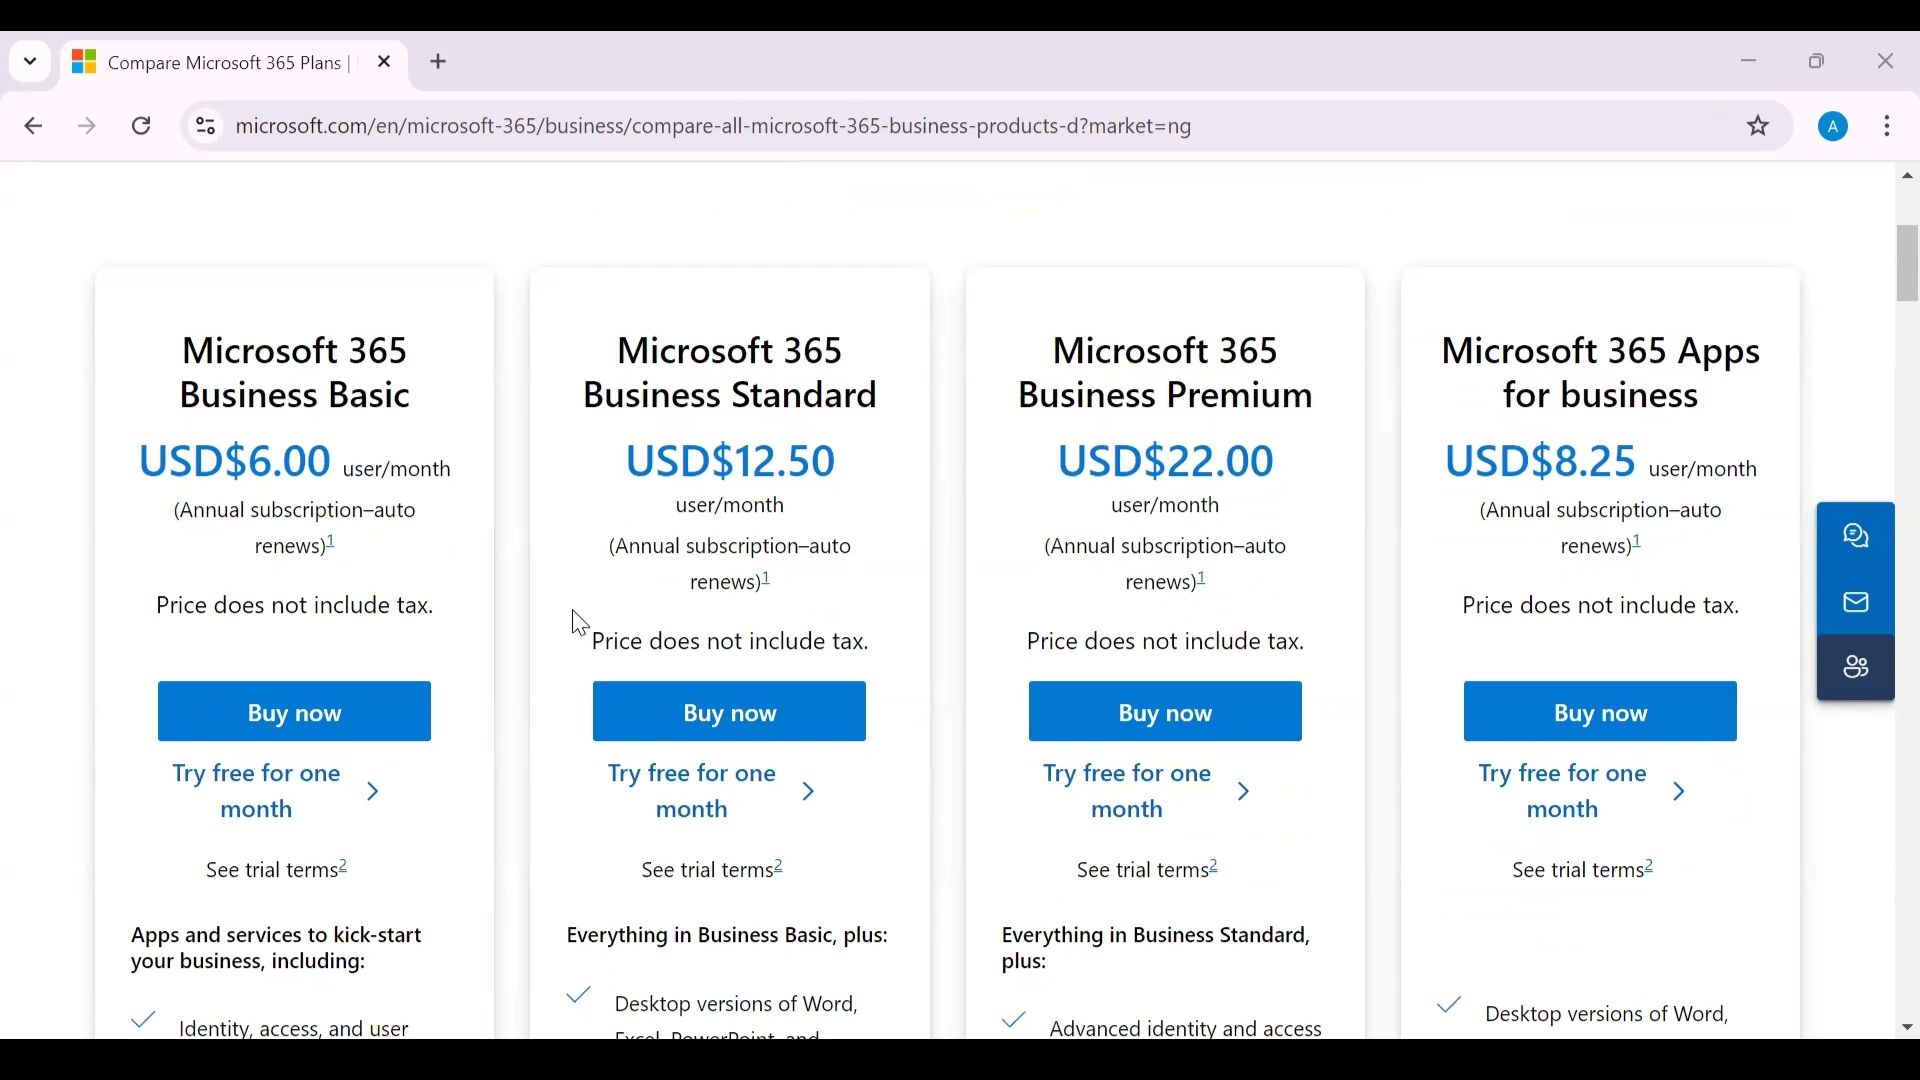 Compare Microsoft 365 Plans |
microsoft.com/en/microsoft-365/business/compare-all-microsoft-365-business-products-d?market=ng
A
Microsoft 365
Business Basic
USD$6.00 user/month
(Annual subscription–auto
renews)1
Price does not include tax.
Buy now
Try free for one
month
See trial terms2
Apps and services to kick-start
your business, including:
Identity, access, and user
Microsoft 365
Business Standard
USD$12.50
user/month
(Annual subscription–auto
renews)1
Price does not include tax.
Buy now
Try free for one
month
See trial terms2
Everything in Business Basic, plus:
Desktop versions of Word,
Excel, PowerPoint, and
Microsoft 365
Business Premium
USD$22.00
user/month
(Annual subscription–auto
renews)1
Price does not include tax.
Buy now
Try free for one
month
See trial terms2
Everything in Business Standard,
plus:
Advanced identity and access
Microsoft 365 Apps
for business
USD$8.25 user/month
(Annual subscription–auto
renews)1
Price does not include tax.
Buy now
Try free for one
month
See trial terms2
Desktop versions of Word,